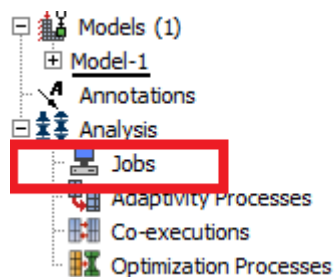 Models (1)
Model-1
Annotations
Analysis
Jobs
Adaptivity Processes
Co-executions
Optimization Processes